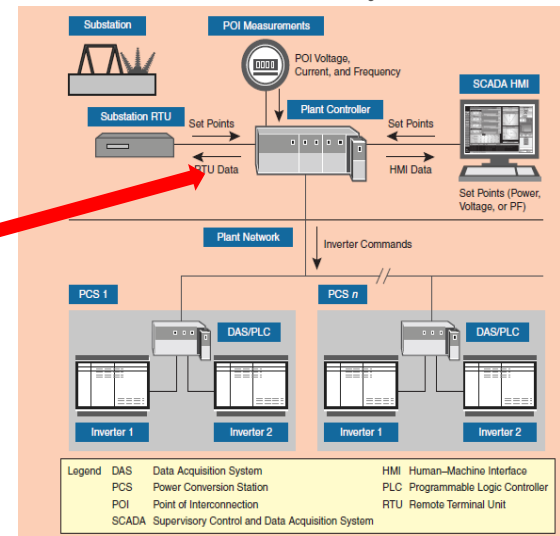 Substation
POI Measurements
POI Voltage,
Current, and Frequency
SCADA HMI
Plant Controller
Substation RTU
Set Points
Set Points
RTU Data
HMI Data
Set Points (Power,
Voltage, or PF)
Plant Network
Inverter Commands
PCS 1
PCS n
DAS/PLC
DAS/PLC
Inverter 1
Inverter 2
Inverter 1
Inverter 2
Legend DAS Data Acquisition System HMI Human–Machine Interface
PCS Power Conversion Station PLC Programmable Logic Controller
POI Point of Interconnection RTU Remote Terminal Unit
SCADA Supervisory Control and Data Acquisition System